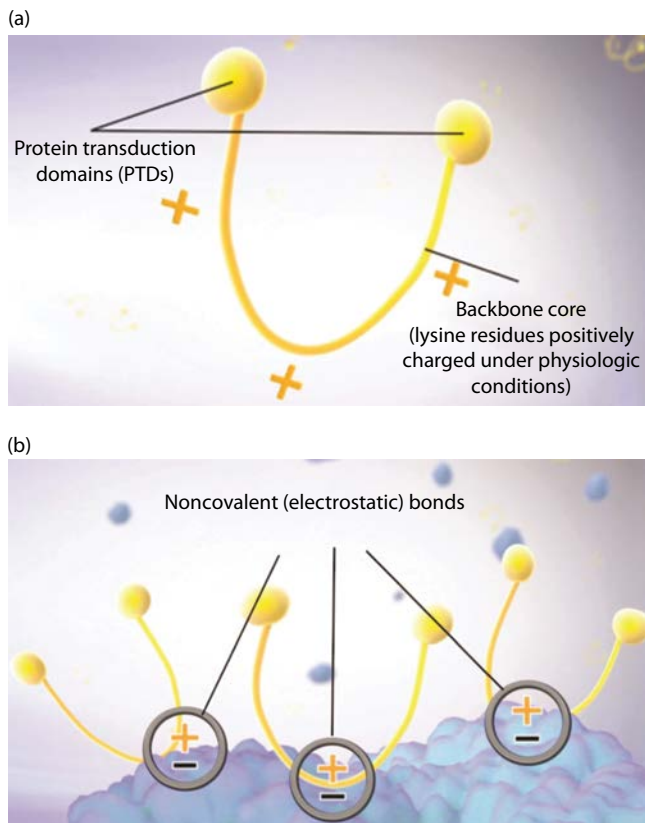 (a)
Protein transduction
domains (PTDs)
+
+
+
Backbone core
(lysine residues positively
charged under physiologic
conditions)
(b)
Noncovalent (electrostatic) bonds
+
−
+
−
+
−